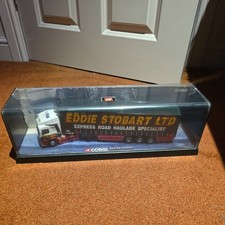 EDDIE STOBART LTD
EXPRESS ROAD HAULAGE SPECIALIST
CORGI